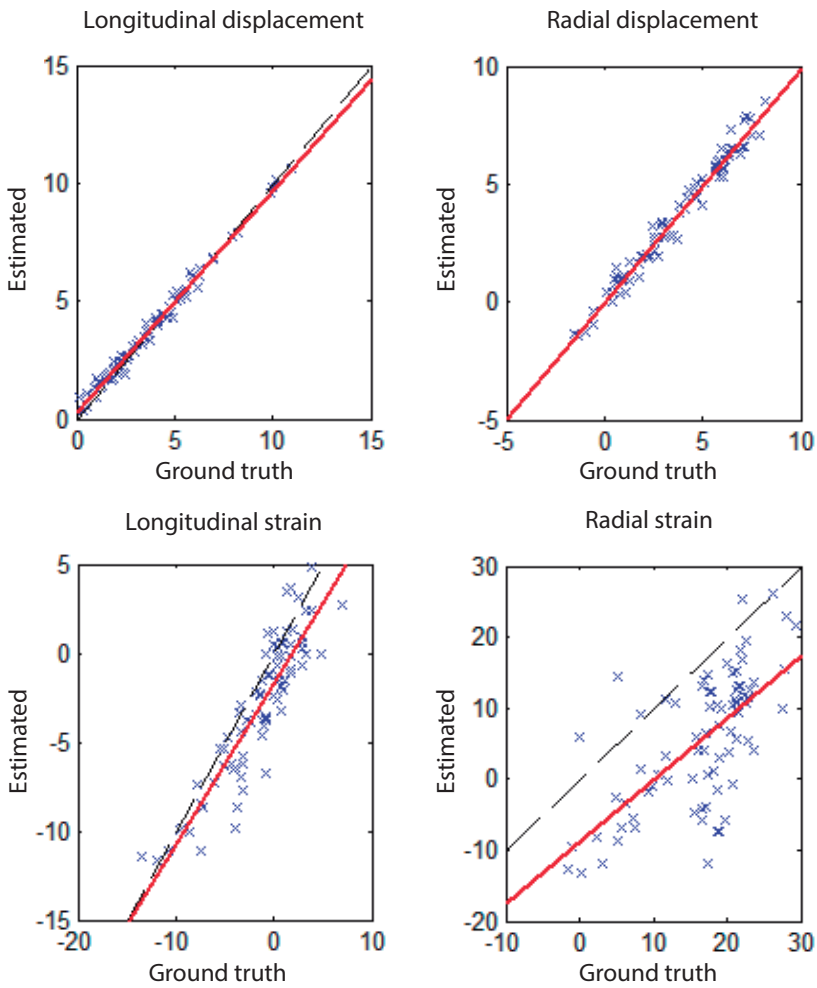 Longitudinal displacement
Radial displacement
15
10
5
0
0 5 10 15
Estimated
Ground truth
10
5
0
-5
-5 0 5 10
Estimated
Ground truth
Longitudinal strain
Radial strain
5
0
-5
-10
-15
-20 -10 0 10
Estimated
Ground truth
30
20
10
0
-10
-20
-10 0 10 20 30
Estimated
Ground truth